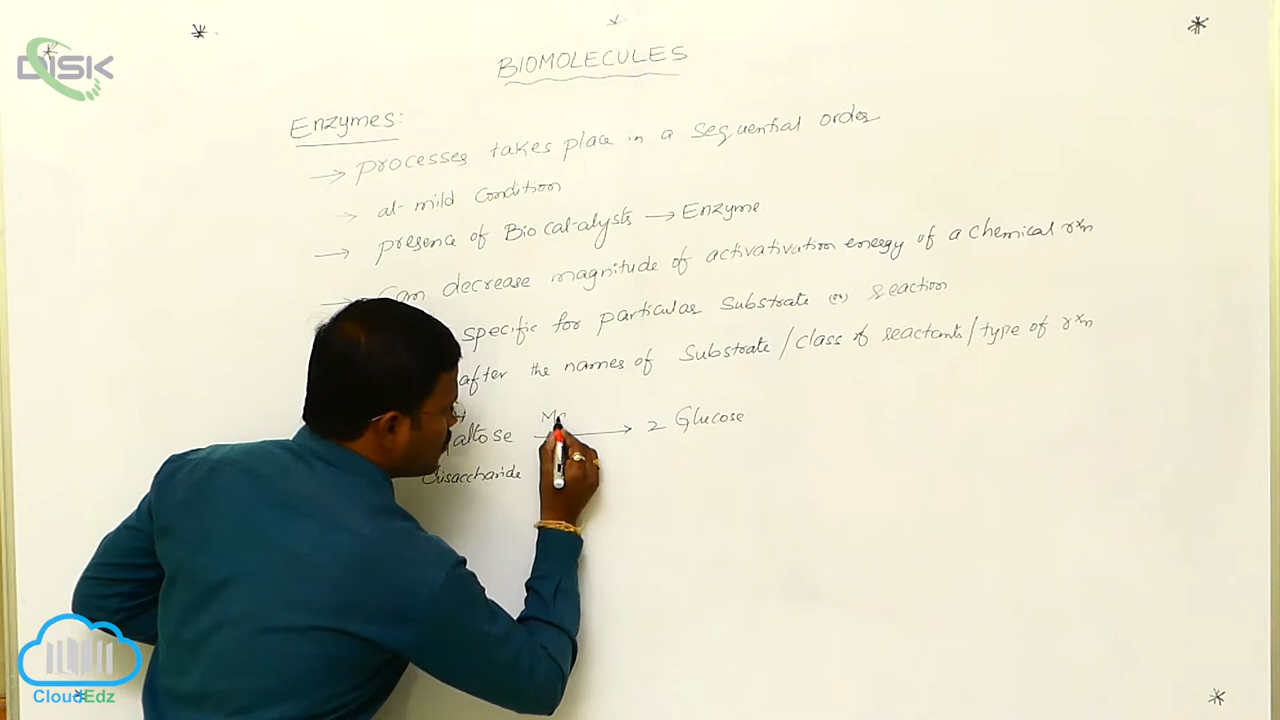 DISK
BIOMOLECULES
Enzymes:
→ processes takes place in a sequential order
→ at mild condition
→ presence of Bio catalysts → Enzyme
→ Can decrease magnitude of activativation energy of a chemical rxn
specific for particular substrate (or) reaction
after the names of Substrate / class of reactants / type of rxn
altose → 2 Glucose
Disaccharide
CloudEdz